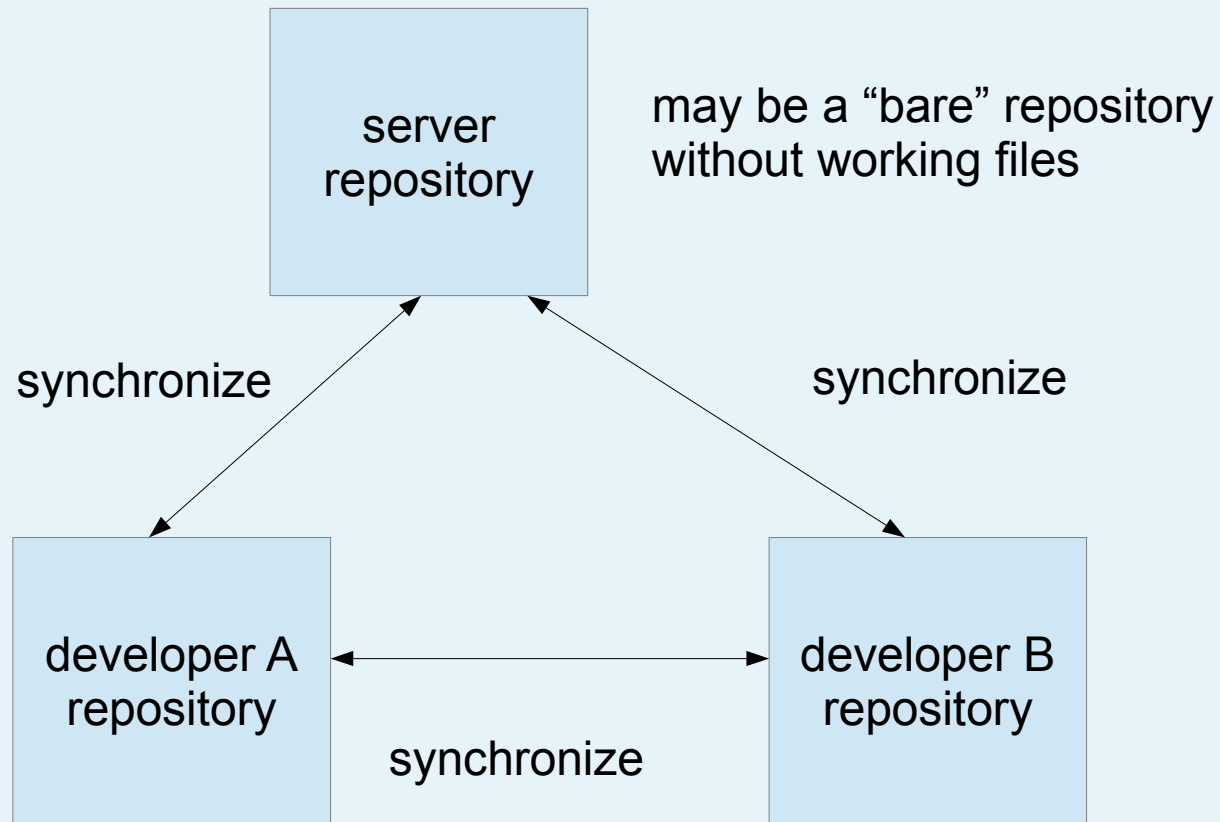 server
repository
may be a “bare” repository
without working files
synchronize
synchronize
developer A
repository
developer B
repository
synchronize